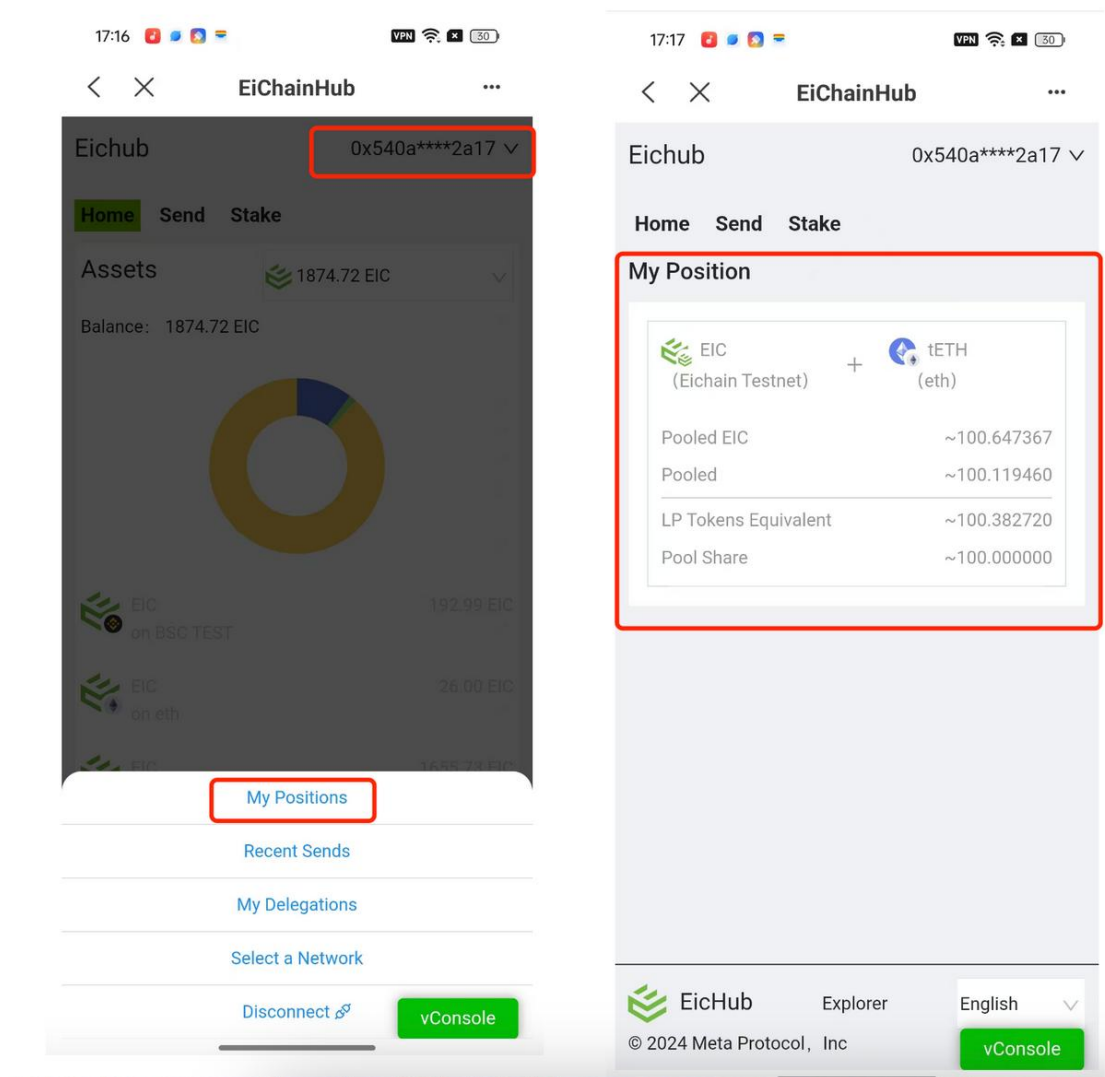 17:16
VPN
30
EiChainHub
Eichub
0x540a****2a17
Home Send Stake
Assets
1874.72 EIC
Balance: 1874.72 EIC
EIC
192.99 EIC
on BSC TEST
EIC
26.00 EIC
on eth
EIC
1655.73 EIC
My Positions
Recent Sends
My Delegations
Select a Network
Disconnect
vConsole
17:17
VPN
30
EiChainHub
Eichub
0x540a****2a17
Home Send Stake
My Position
EIC
(Eichain Testnet)
+
tETH
(eth)
Pooled EIC ~100.647367
Pooled ~100.119460
LP Tokens Equivalent ~100.382720
Pool Share ~100.000000
EicHub
Explorer
English
© 2024 Meta Protocol，Inc
vConsole